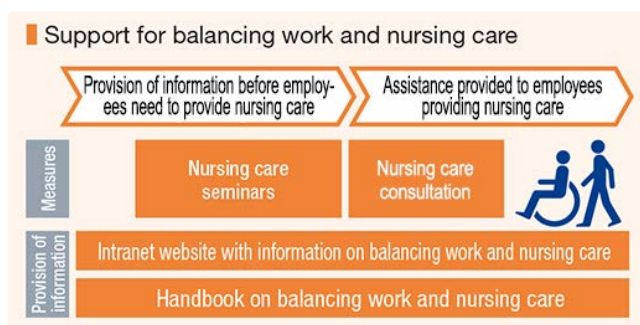 Support for balancing work and nursing care
Provision of information before employ-
ees need to provide nursing care
Assistance provided to employees
providing nursing care
Measures
Nursing care
seminars
Nursing care
consultation
Provision of
information
Intranet website with information on balancing work and nursing care
Handbook on balancing work and nursing care